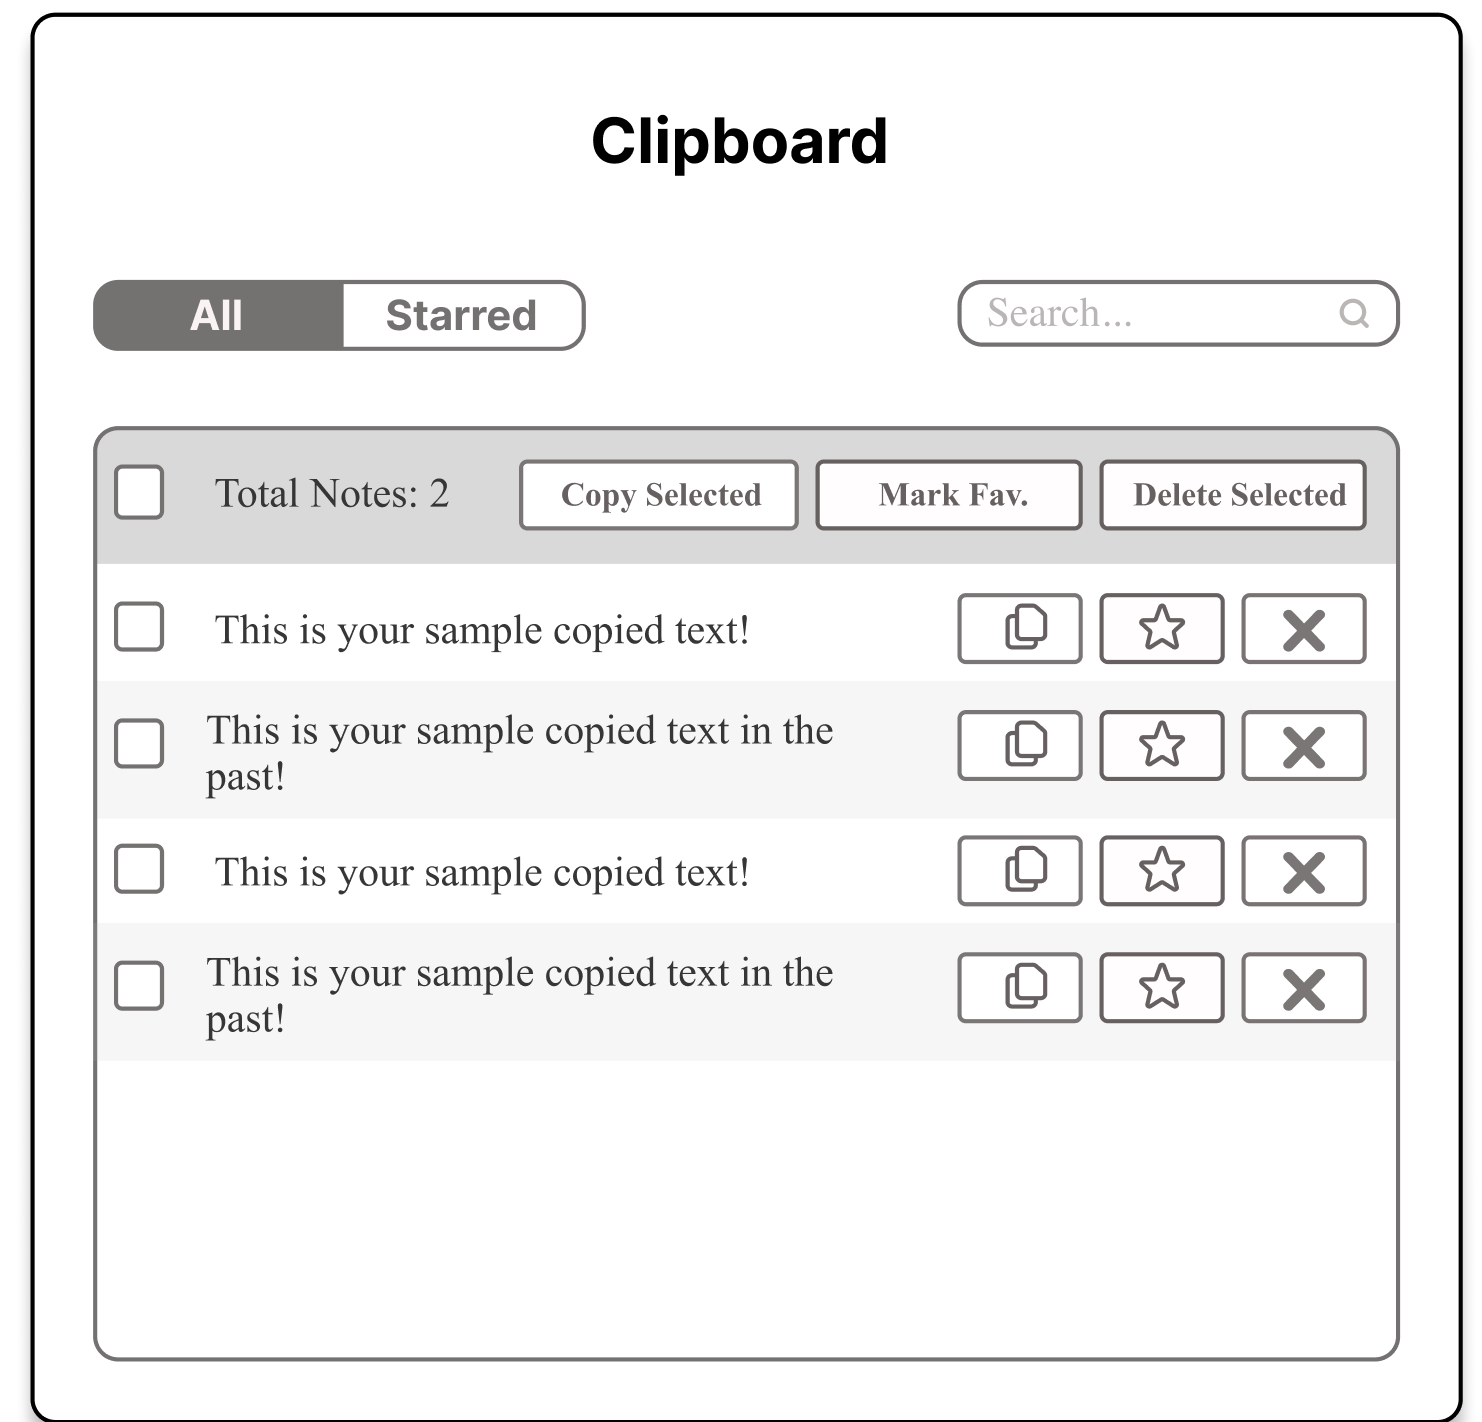 Clipboard
All
Starred
Search...
Total Notes: 2
Copy Selected
Mark Fav.
Delete Selected
This is your sample copied text!
This is your sample copied text in the
past!
This is your sample copied text!
This is your sample copied text in the
past!